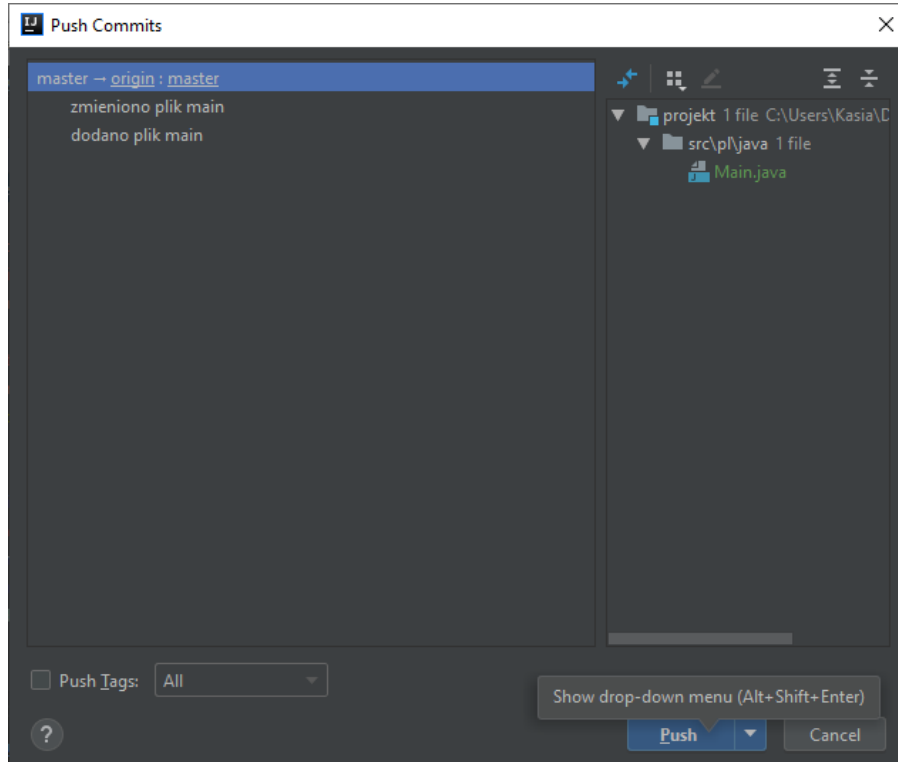 Push Commits
master → origin : master
zmieniono plik main
dodano plik main
projekt 1 file C:\Users\Kasia\D
src\pl\java 1 file
Main.java
Push Tags: All
Show drop-down menu (Alt+Shift+Enter)
? Push Cancel